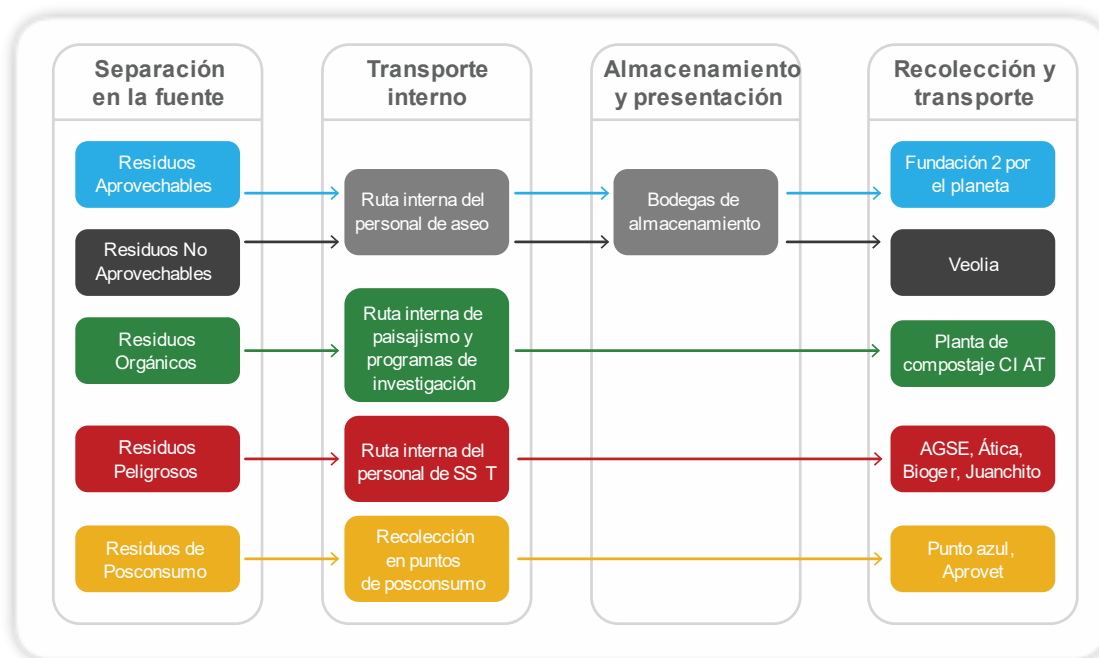 Separación
en la fuente
Residuos
Aprovechables
Residuos No
Aprovechables
Residuos
Orgánicos
Residuos
Peligrosos
Residuos de
Posconsumo
Transporte
interno
Ruta interna del
personal de aseo
Ruta interna de
paisajismo y
programas de
investigación
Ruta interna del
personal de SS T
Recolección
en puntos
de posconsumo
Almacenamiento
y presentación
Bodegas de
almacenamiento
Recolección y
transporte
Fundación 2 por
el planeta
Veolia
Planta de
compostaje CI AT
AGSE, Ática,
Bioge r, Juanchito
Punto azul,
Aprovet